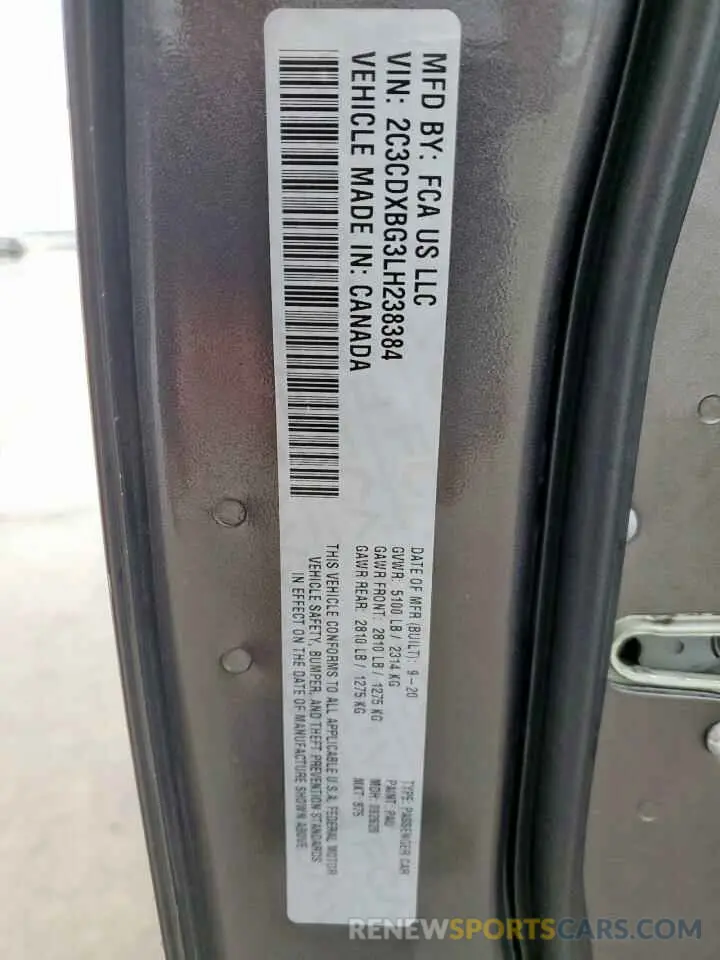 MFD BY: FCA US LLC
VIN: 2C3CDXBG3LH238384
VEHICLE MADE IN: CANADA
DATE OF MFR (BUILT): 9-20
GVWR: 5100 LB / 2314 KG
GAWR FRONT: 2810 LB / 1275 KG
GAWR REAR: 2810 LB / 1275 KG
TYPE: PASSENGER CAR
PAINT: PAU
MDH:
MKT: 975
THIS VEHICLE CONFORMS TO ALL APPLICABLE U.S.A. FEDERAL MOTOR
VEHICLE SAFETY, BUMPER, AND THEFT PREVENTION STANDARDS
IN EFFECT ON THE DATE OF MANUFACTURE SHOWN ABOVE
RENEWSPORTSCARS.COM